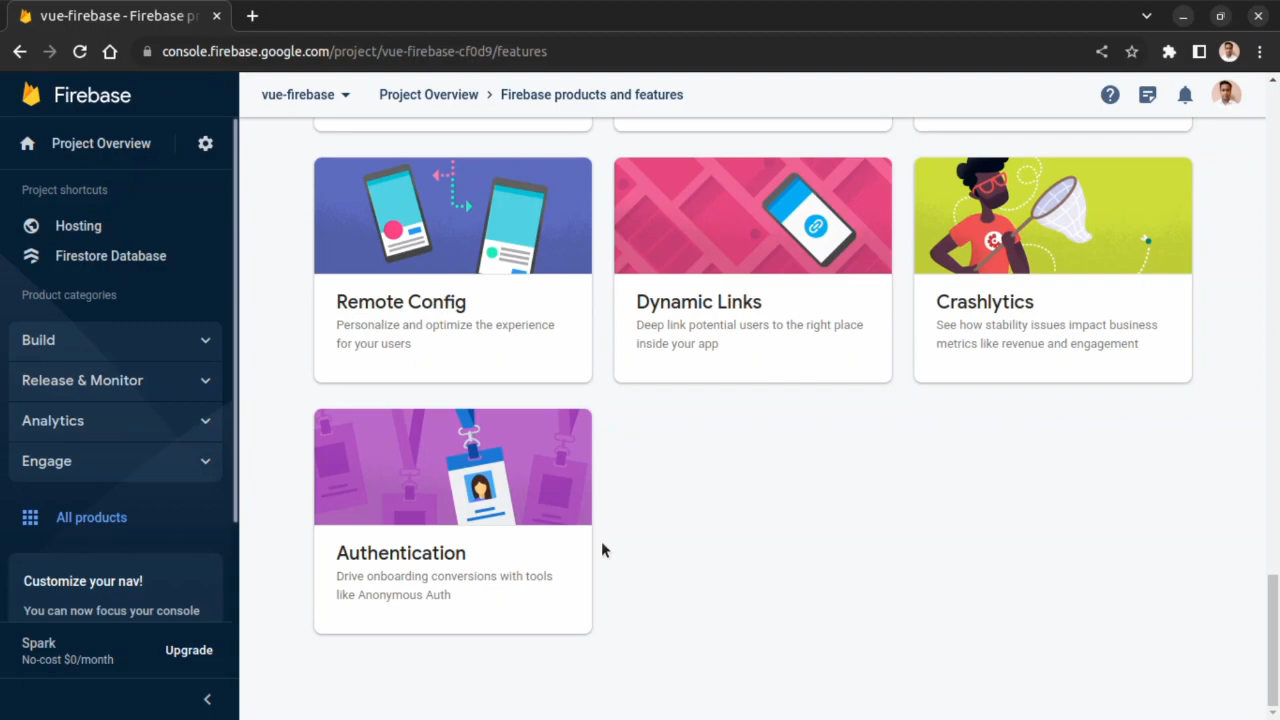 vue-firebase - Firebase pr
console.firebase.google.com/project/vue-firebase-cf0d9/features
Firebase
vue-firebase
Project Overview > Firebase products and features
Project Overview
Project shortcuts
Hosting
Firestore Database
Product categories
Build
Release & Monitor
Analytics
Engage
All products
Customize your nav!
You can now focus your console
Spark
No-cost $0/month
Upgrade
Remote Config
Personalize and optimize the experience
for your users
Dynamic Links
Deep link potential users to the right place
inside your app
Crashlytics
See how stability issues impact business
metrics like revenue and engagement
Authentication
Drive onboarding conversions with tools
like Anonymous Auth